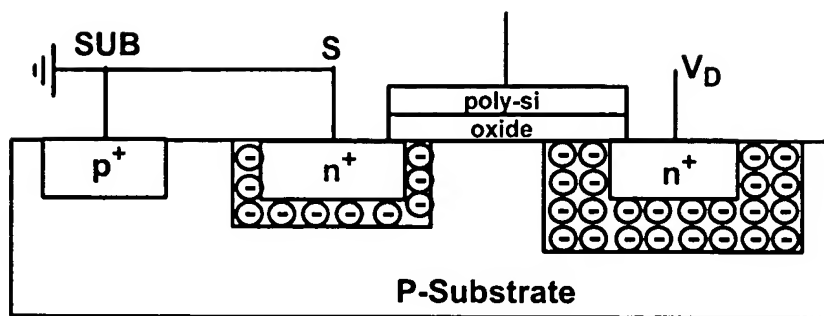 SUB
S
V_D
poly-si
oxide
p⁺
n⁺
n⁺
P-Substrate